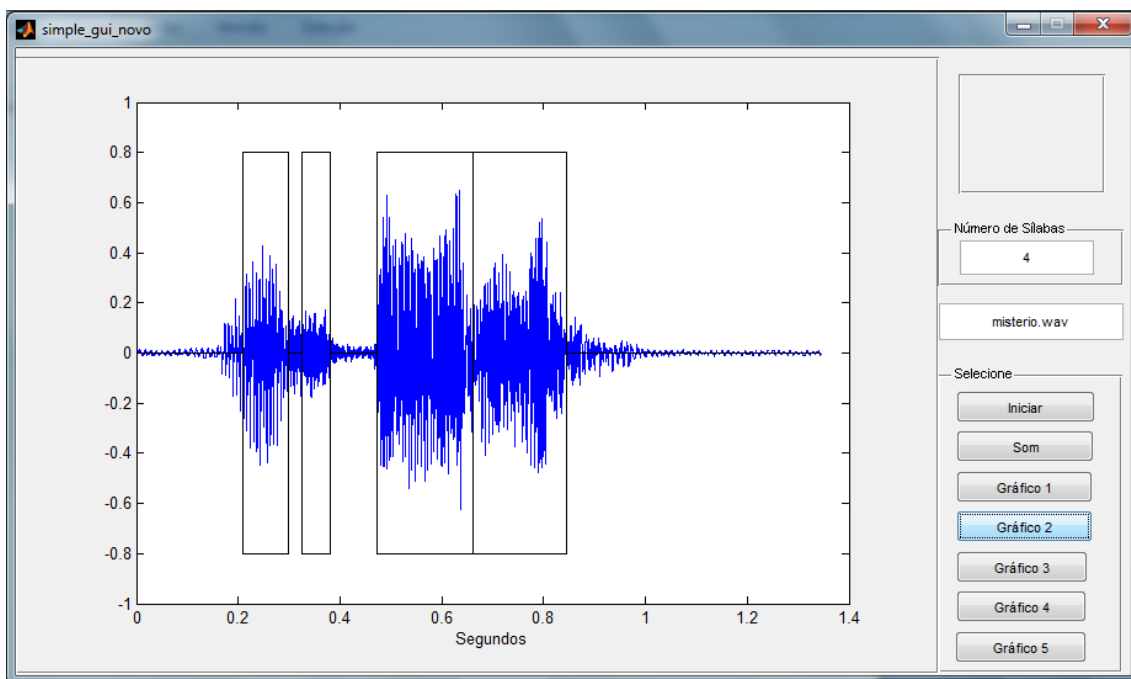 simple_gui_novo
1
0.8
0.6
0.4
0.2
0
-0.2
-0.4
-0.6
-0.8
-1
0
0.2
0.4
0.6
0.8
1
1.2
1.4
Segundos
Número de Sílabas
4
misterio.wav
Selecione
Iniciar
Som
Gráfico 1
Gráfico 2
Gráfico 3
Gráfico 4
Gráfico 5